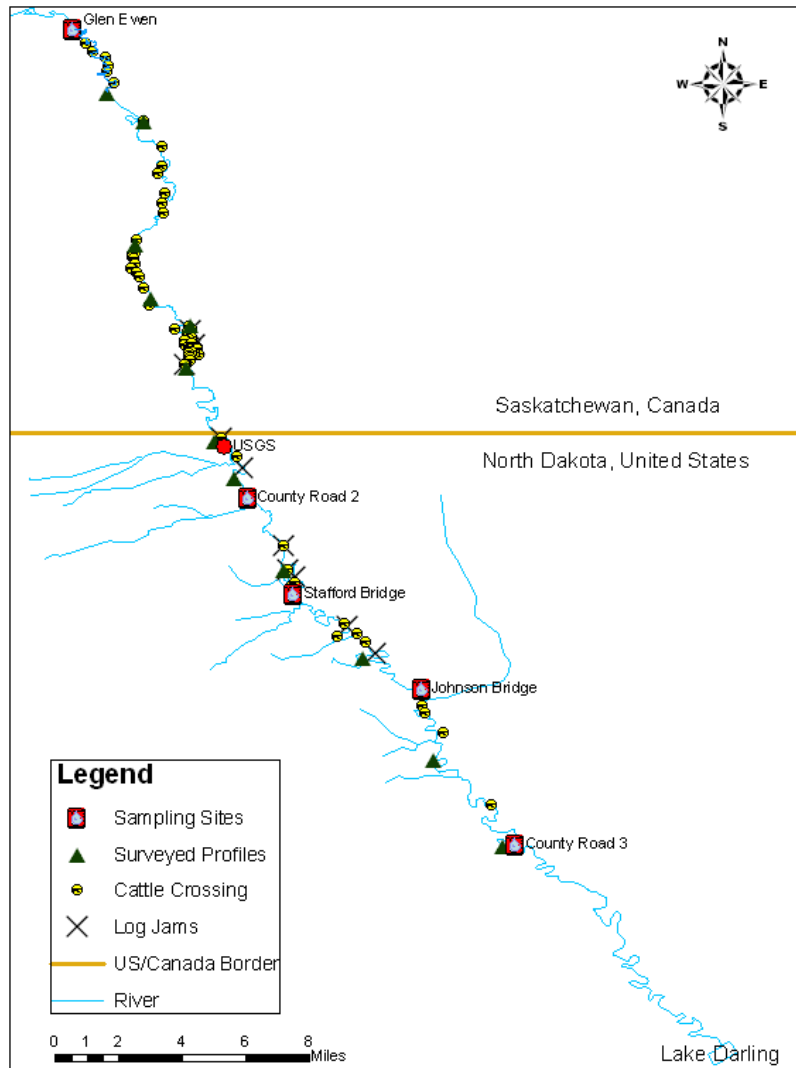 Glen Ewen
N
W E
S
Saskatchewan, Canada
USGS
North Dakota, United States
County Road 2
Stafford Bridge
Johnson Bridge
County Road 3
Legend
Sampling Sites
Surveyed Profiles
Cattle Crossing
Log Jams
US/Canada Border
River
0 1 2 4 6 8
Miles
Lake Darling